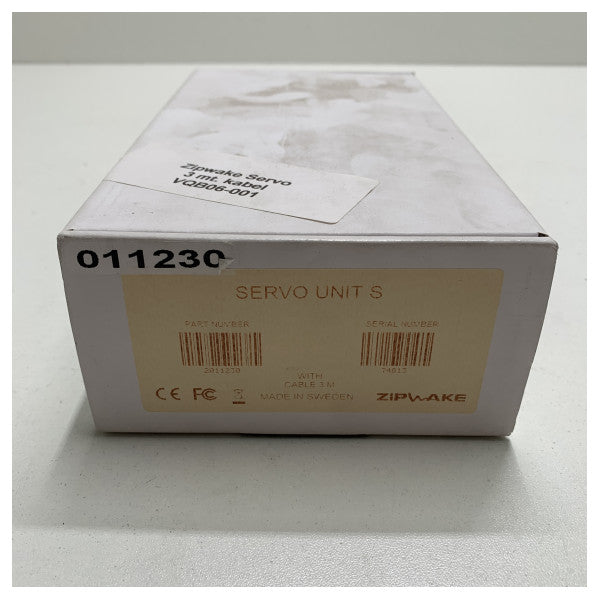 Zipwake Servo
3 mt. kabel
VQB06-001
011230
SERVO UNIT S
PART NUMBER
SERIAL NUMBER
2011230
74013
WITH
CABLE 3 M
CE FC
MADE IN SWEDEN
ZIPWAKE